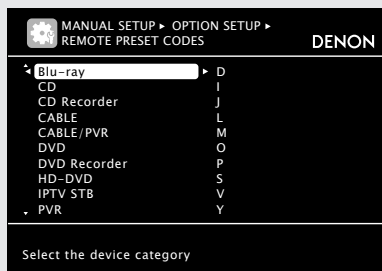 MANUAL SETUP ▸ OPTION SETUP ▸
REMOTE PRESET CODES
DENON
Blu-ray ▸ D
CD I
CD Recorder J
CABLE L
CABLE/PVR M
DVD O
DVD Recorder P
HD-DVD S
IPTV STB V
PVR Y
Select the device category